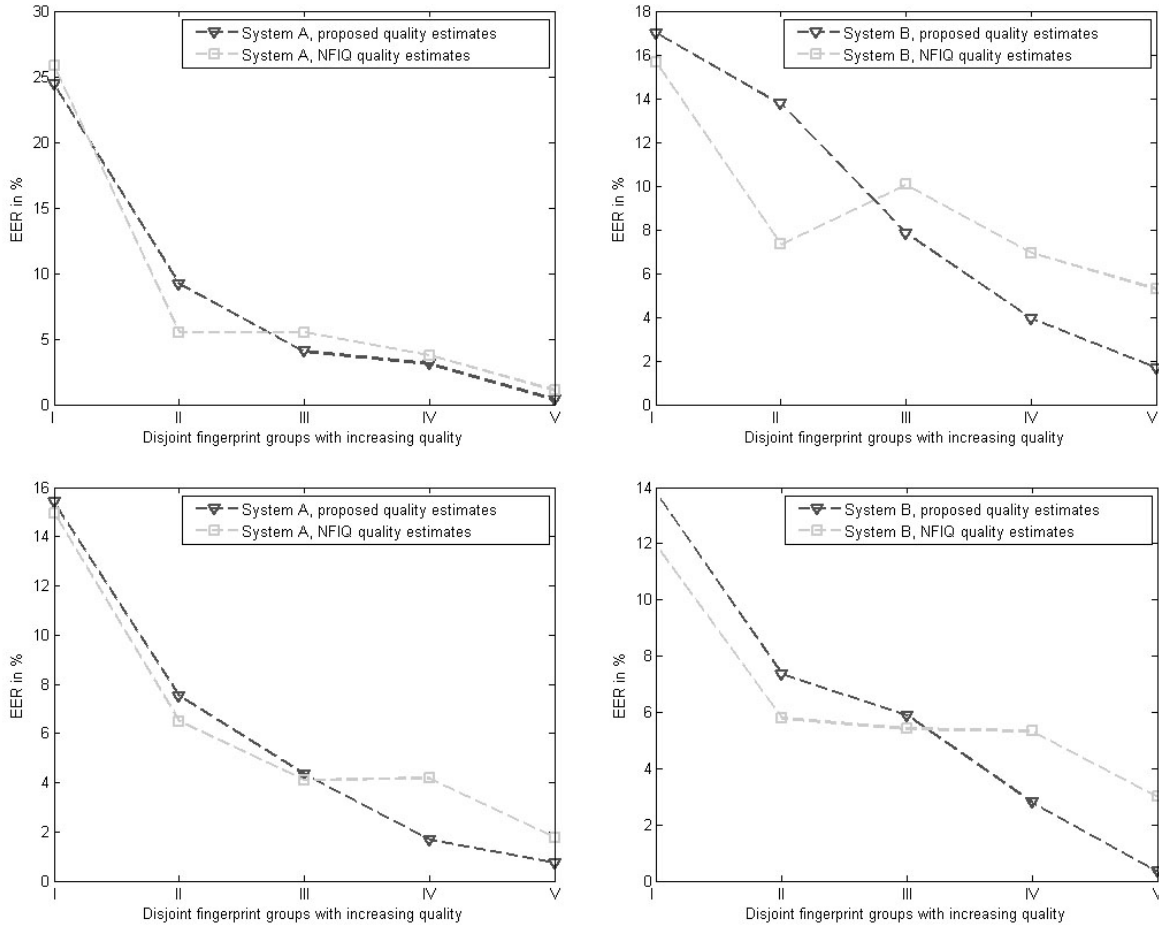 System A, proposed quality estimates
System A, NFIQ quality estimates
30
25
20
15
10
5
0
EER in %
I II III IV V
Disjoint fingerprint groups with increasing quality
System B, proposed quality estimates
System B, NFIQ quality estimates
18
16
14
12
10
8
6
4
2
0
EER in %
I II III IV V
Disjoint fingerprint groups with increasing quality
System A, proposed quality estimates
System A, NFIQ quality estimates
16
14
12
10
8
6
4
2
0
EER in %
I II III IV V
Disjoint fingerprint groups with increasing quality
System B, proposed quality estimates
System B, NFIQ quality estimates
14
12
10
8
6
4
2
0
EER in %
I II III IV V
Disjoint fingerprint groups with increasing quality